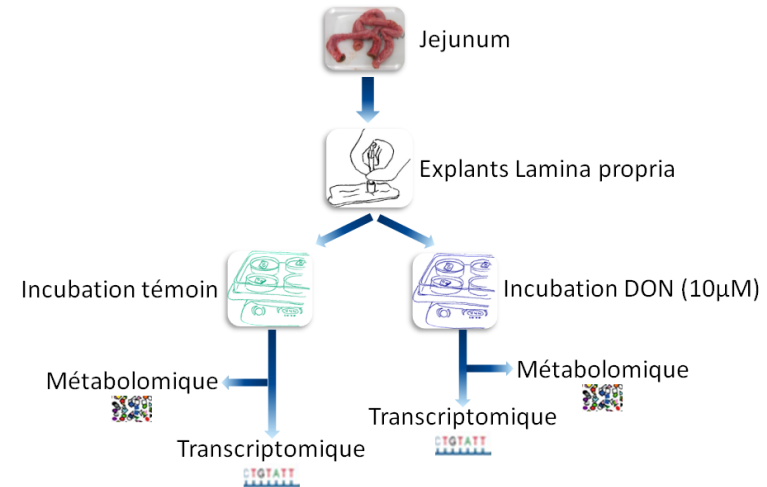 Jejunum
Explants Lamina propria
Incubation témoin
Incubation DON (10µM)
Métabolomique
Métabolomique
Transcriptomique
CTGTATT
Transcriptomique
CTGTATT